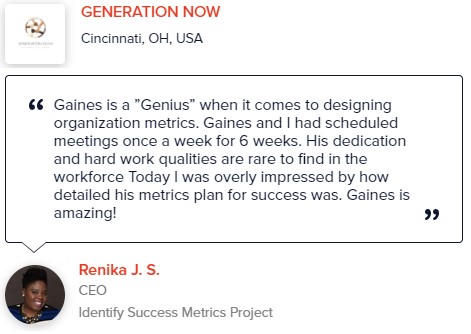 GENERATION NOW
Cincinnati, OH, USA
“ Gaines is a ”Genius” when it comes to designing
organization metrics. Gaines and I had scheduled
meetings once a week for 6 weeks. His dedication
and hard work qualities are rare to find in the
workforce Today I was overly impressed by how
detailed his metrics plan for success was. Gaines is
amazing! ”
Renika J. S.
CEO
Identify Success Metrics Project